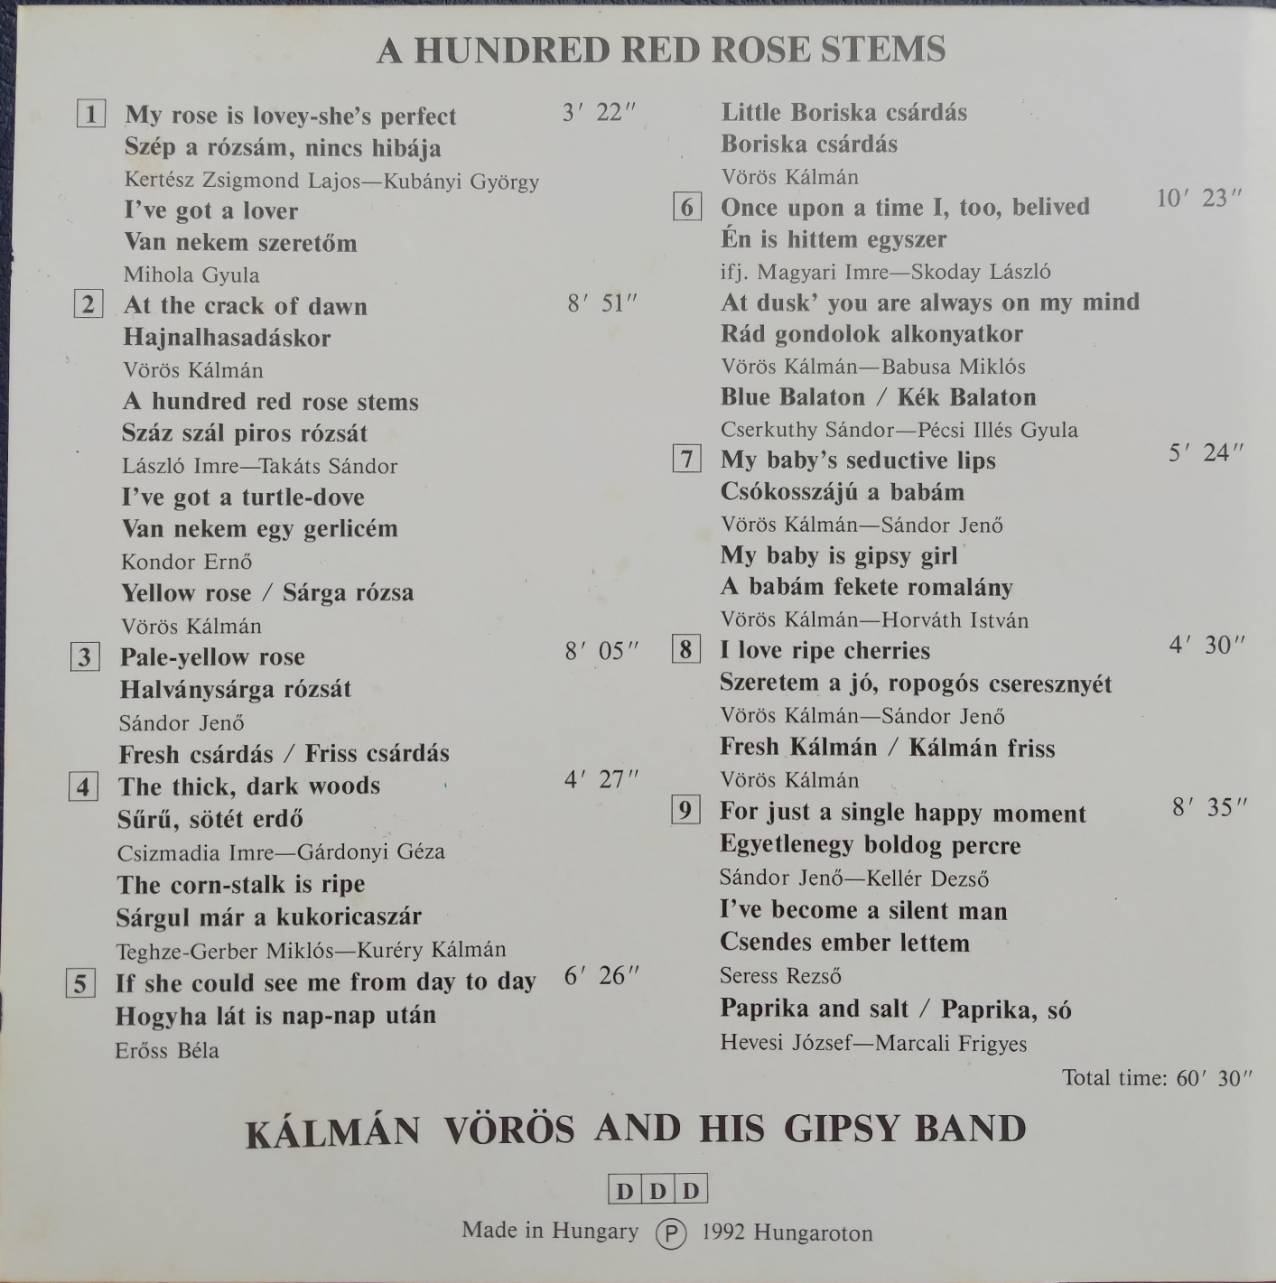 A HUNDRED RED ROSE STEMS
1 My rose is lovey-she's perfect 3′ 22″
Szép a rózsám, nincs hibája
Kertész Zsigmond Lajos—Kubányi György
I've got a lover
Van nekem szeretőm
Mihola Gyula
2 At the crack of dawn 8′ 51″
Hajnalhasadáskor
Vörös Kálmán
A hundred red rose stems
Száz szál piros rózsát
László Imre—Takáts Sándor
I've got a turtle-dove
Van nekem egy gerlicém
Kondor Ernő
Yellow rose / Sárga rózsa
Vörös Kálmán
3 Pale-yellow rose 8′ 05″
Halványsárga rózsát
Sándor Jenő
Fresh csárdás / Friss csárdás
4 The thick, dark woods 4′ 27″
Sűrű, sötét erdő
Csizmadia Imre—Gárdonyi Géza
The corn-stalk is ripe
Sárgul már a kukoricaszár
Teghze-Gerber Miklós—Kuréry Kálmán
5 If she could see me from day to day 6′ 26″
Hogyha lát is nap-nap után
Erőss Béla
Little Boriska csárdás
Boriska csárdás
Vörös Kálmán
6 Once upon a time I, too, belived 10′ 23″
Én is hittem egyszer
ifj. Magyari Imre—Skoday László
At dusk' you are always on my mind
Rád gondolok alkonyatkor
Vörös Kálmán—Babusa Miklós
Blue Balaton / Kék Balaton
Cserkuthy Sándor—Pécsi Illés Gyula
7 My baby's seductive lips 5′ 24″
Csókosszájú a babám
Vörös Kálmán—Sándor Jenő
My baby is gipsy girl
A babám fekete romalány
Vörös Kálmán—Horváth István
8 I love ripe cherries 4′ 30″
Szeretem a jó, ropogós cseresznyét
Vörös Kálmán—Sándor Jenő
Fresh Kálmán / Kálmán friss
Vörös Kálmán
9 For just a single happy moment 8′ 35″
Egyetlenegy boldog percre
Sándor Jenő—Kellér Dezső
I've become a silent man
Csendes ember lettem
Seress Rezső
Paprika and salt / Paprika, só
Hevesi József—Marcali Frigyes
Total time: 60′ 30″
KÁLMÁN VÖRÖS AND HIS GIPSY BAND
D D D
Made in Hungary Ⓟ 1992 Hungaroton